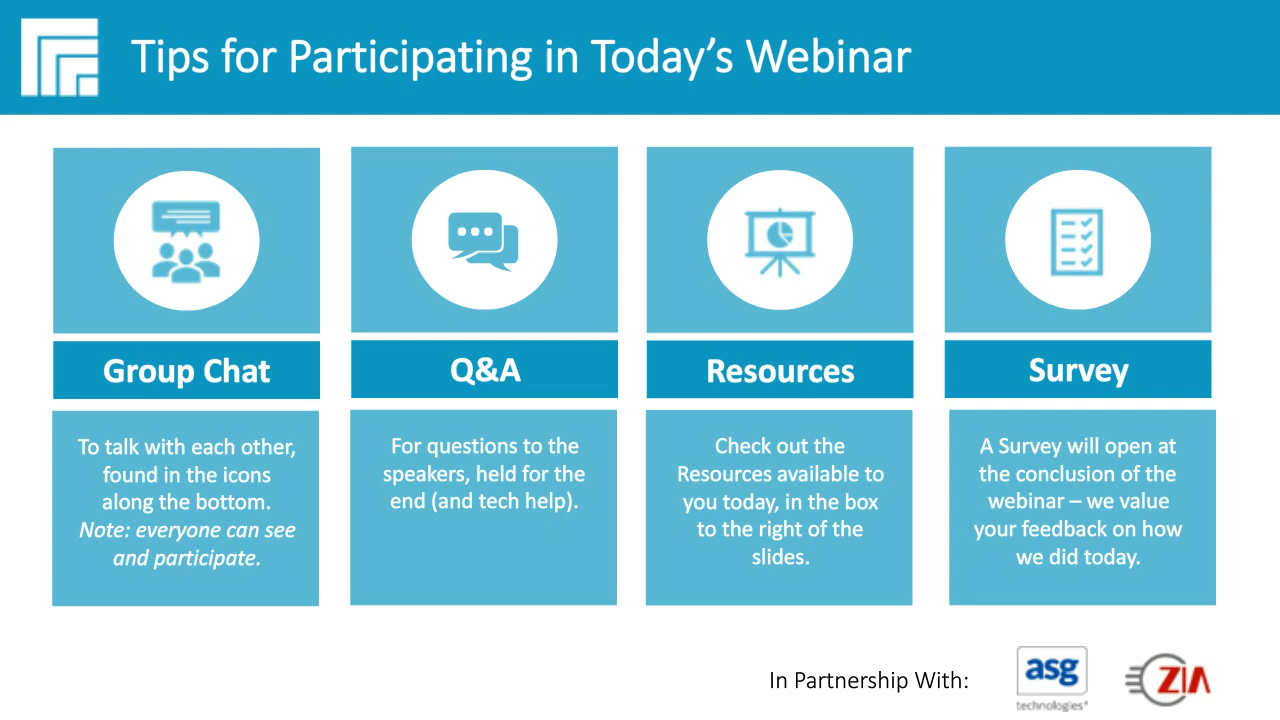 Tips for Participating in Today's Webinar
Group Chat
To talk with each other,
found in the icons
along the bottom.
Note: everyone can see
and participate.
Q&A
For questions to the
speakers, held for the
end (and tech help).
Resources
Check out the
Resources available to
you today, in the box
to the right of the
slides.
Survey
A Survey will open at
the conclusion of the
webinar – we value
your feedback on how
we did today.
In Partnership With:
asg
technologies®
ZIA